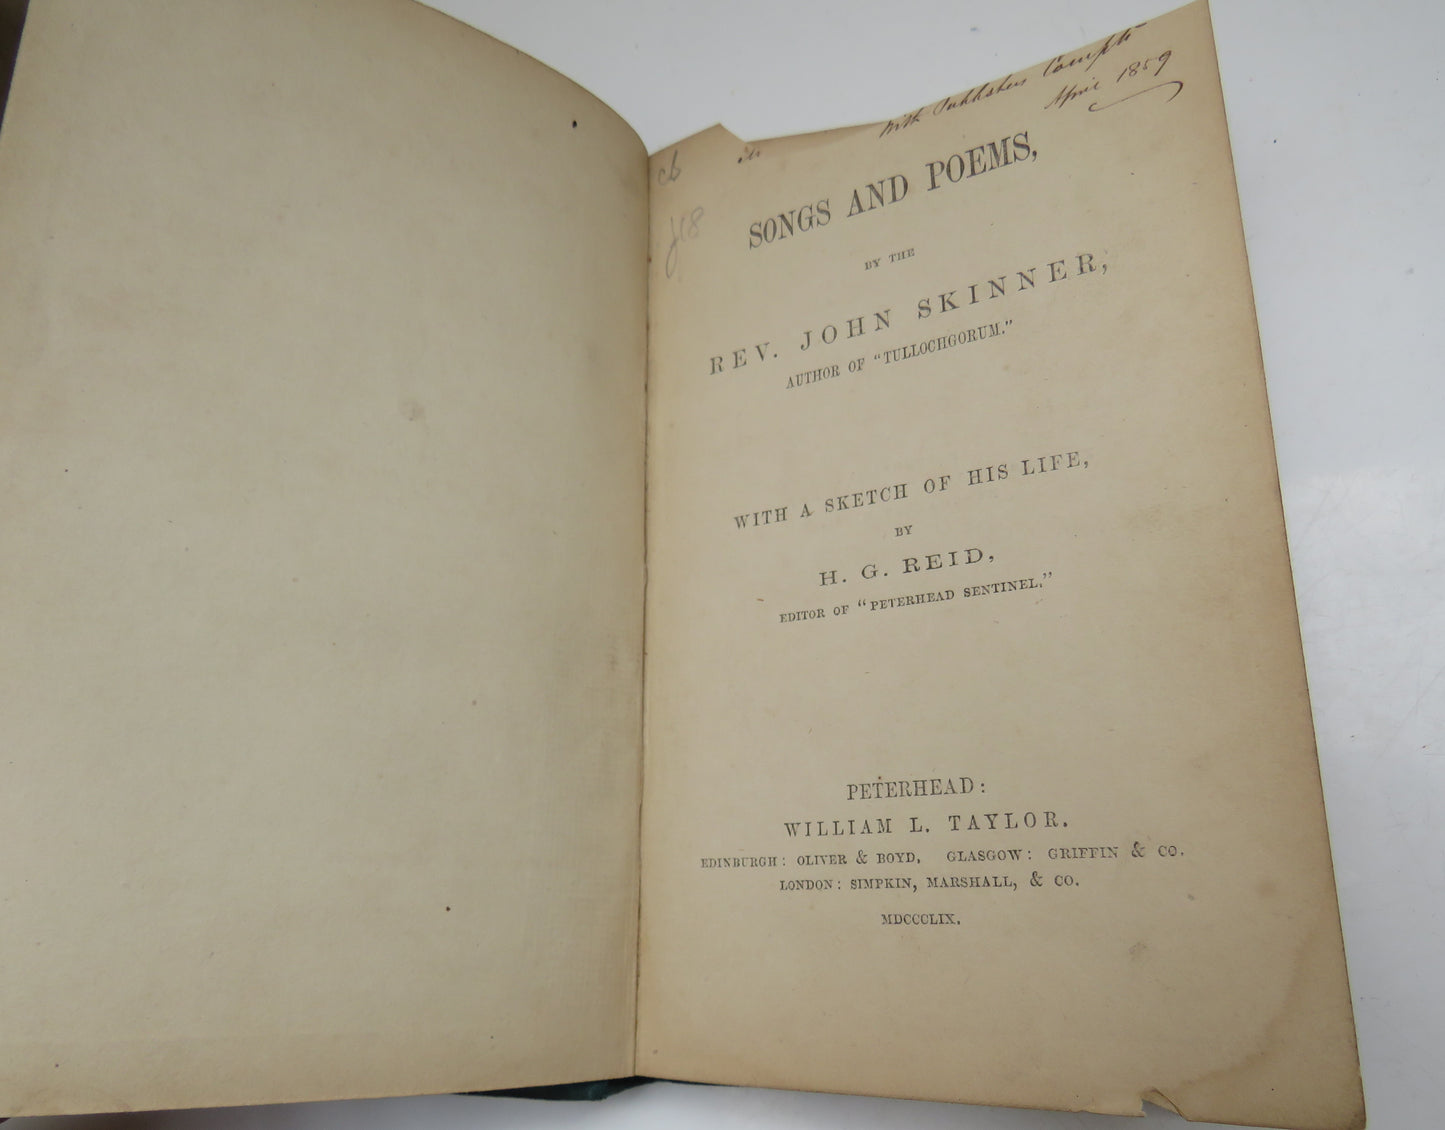 With Publishers Complts
April 1859
SONGS AND POEMS,
BY THE
REV. JOHN SKINNER,
AUTHOR OF "TULLOCHGORUM."
WITH A SKETCH OF HIS LIFE,
BY
H. G. REID,
EDITOR OF "PETERHEAD SENTINEL."
PETERHEAD:
WILLIAM L. TAYLOR.
EDINBURGH: OLIVER & BOYD, GLASGOW: GRIFFIN & CO.
LONDON: SIMPKIN, MARSHALL, & CO.
MDCCCLIX.